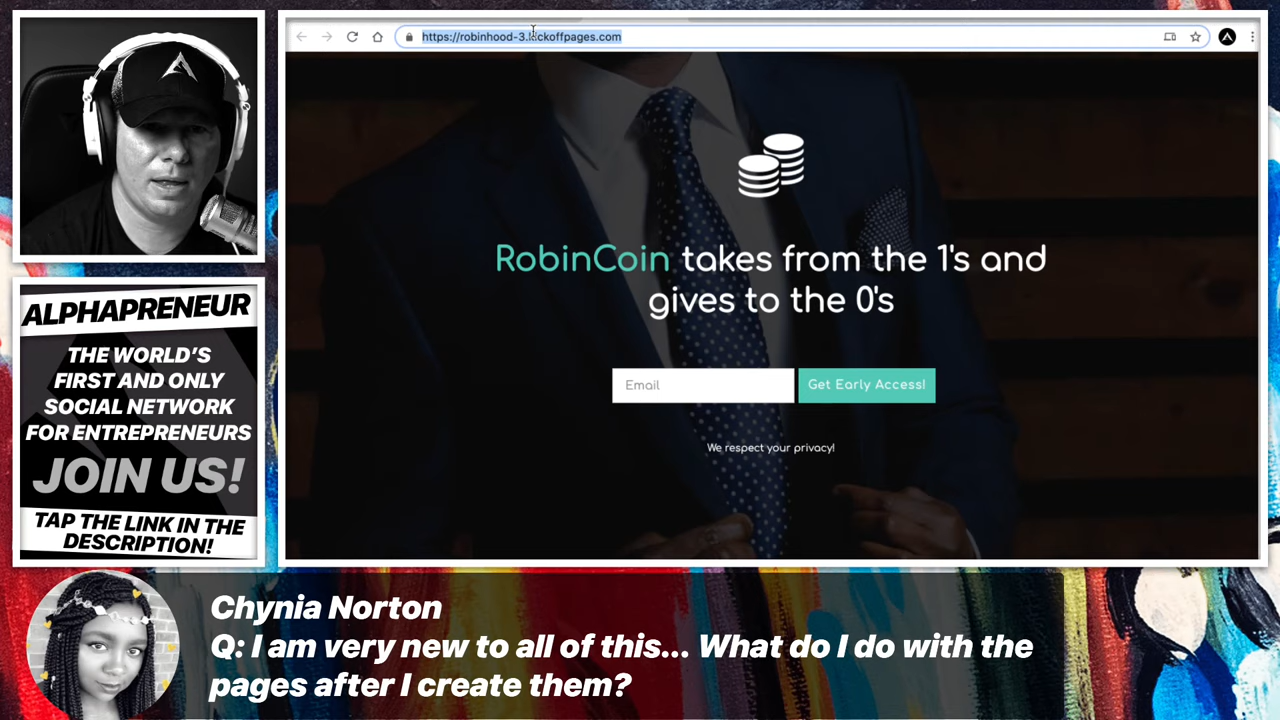 https://robinhood-3.kickoffpages.com
RobinCoin takes from the 1's and
gives to the 0's
Email
Get Early Access!
We respect your privacy!
ALPHAPRENEUR
THE WORLD'S
FIRST AND ONLY
SOCIAL NETWORK
FOR ENTREPRENEURS
JOIN US!
TAP THE LINK IN THE
DESCRIPTION!
Chynia Norton
Q: I am very new to all of this... What do I do with the
pages after I create them?